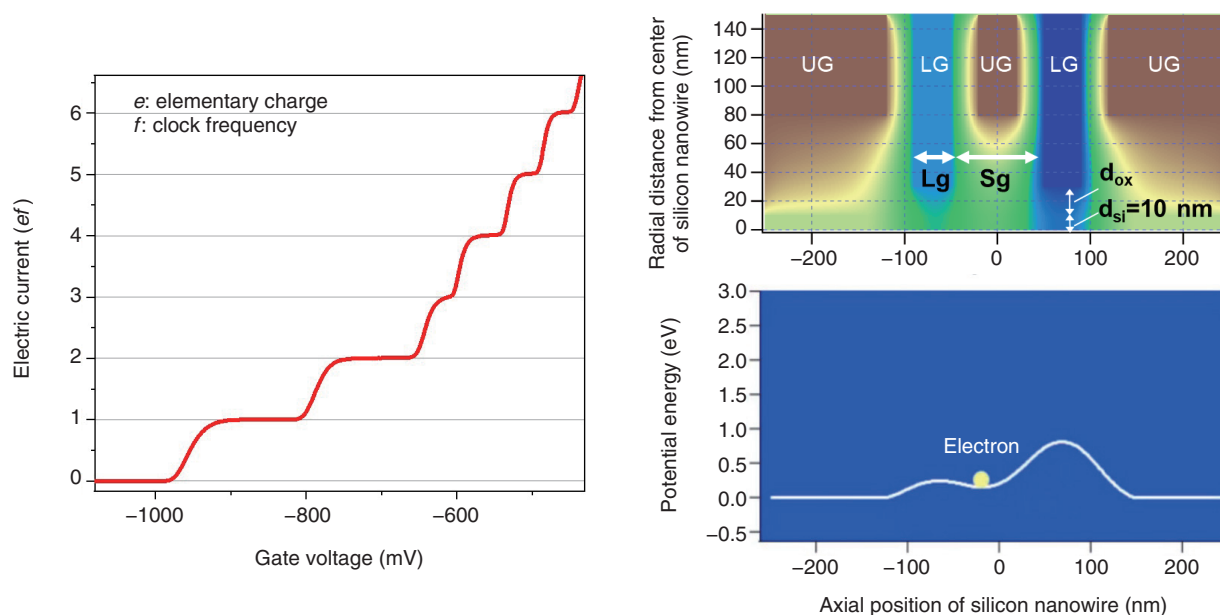 e: elementary charge
f: clock frequency
Electric current (ef)
6
5
4
3
2
1
0
−1000
−800
−600
Gate voltage (mV)
Radial distance from center
of silicon nanowire (nm)
140
120
100
80
60
40
20
0
UG
LG
UG
LG
UG
Lg
Sg
dox
dsi=10 nm
−200
−100
0
100
200
Potential energy (eV)
3.0
2.5
2.0
1.5
1.0
0.5
0.0
−0.5
Electron
−200
−100
0
100
200
Axial position of silicon nanowire (nm)